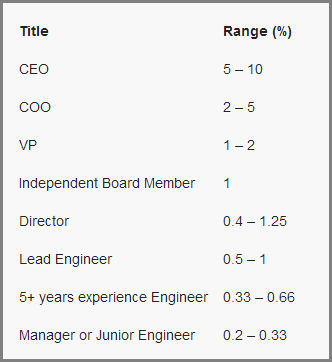 Title Range (%)
CEO 5 – 10
COO 2 – 5
VP 1 – 2
Independent Board Member 1
Director 0.4 – 1.25
Lead Engineer 0.5 – 1
5+ years experience Engineer 0.33 – 0.66
Manager or Junior Engineer 0.2 – 0.33